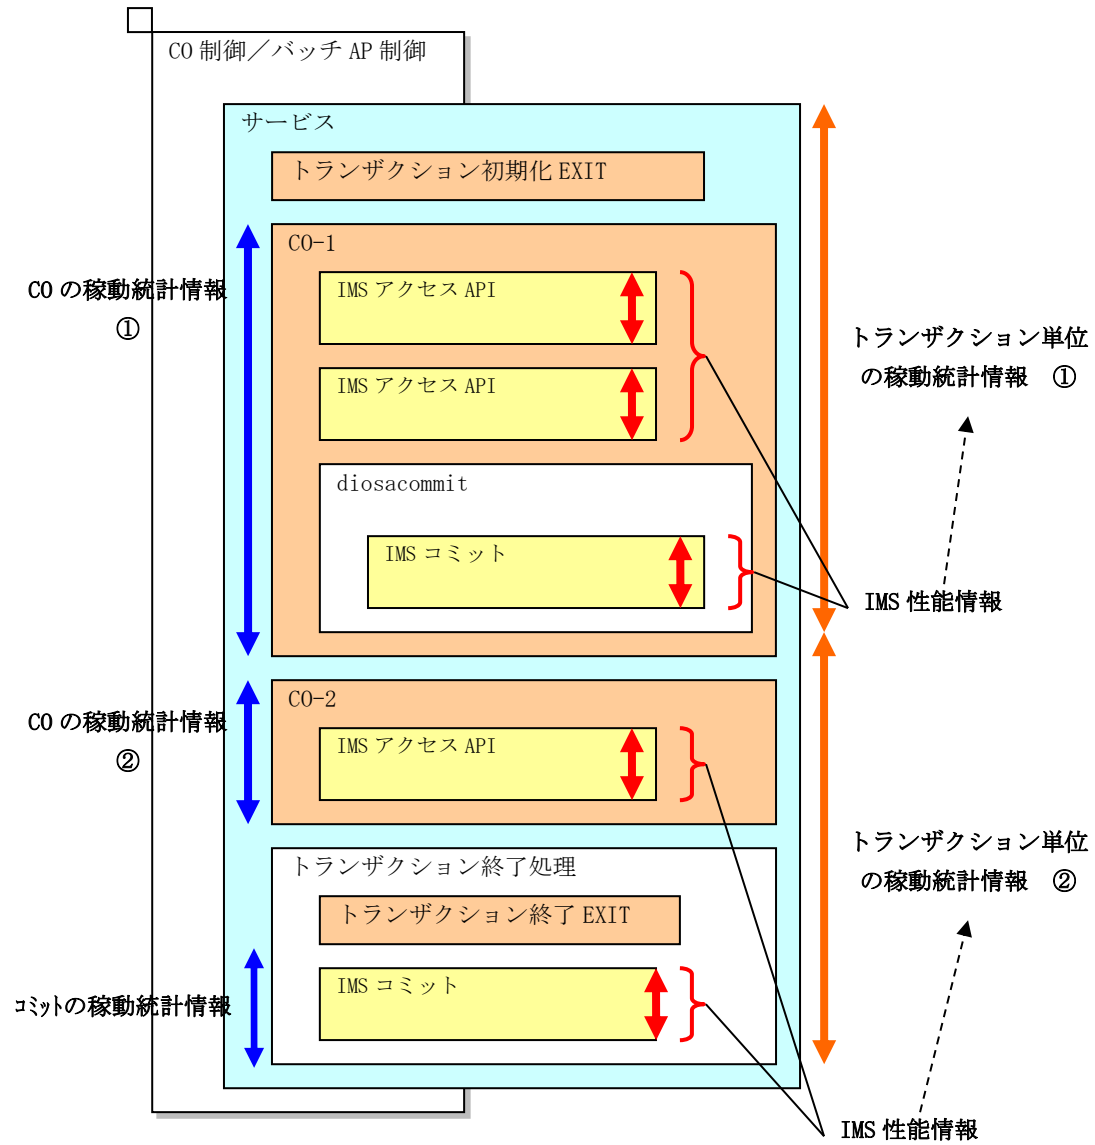 CO 制御／バッチ AP 制御
サービス
トランザクション初期化 EXIT
CO-1
IMS アクセス API
CO の稼動統計情報
①
トランザクション単位
の稼動統計情報 ①
IMS アクセス API
diosacommit
IMS コミット
IMS 性能情報
CO-2
CO の稼動統計情報
②
IMS アクセス API
トランザクション単位
の稼動統計情報 ②
トランザクション終了処理
トランザクション終了 EXIT
IMS コミット
ｺﾐｯﾄの稼動統計情報
IMS 性能情報